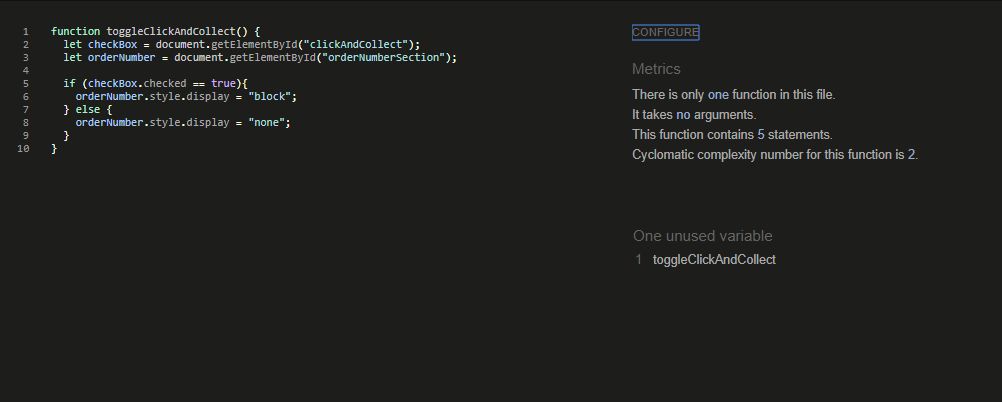 1 function toggleClickAndCollect() {
2 let checkBox = document.getElementById("clickAndCollect");
3 let orderNumber = document.getElementById("orderNumberSection");
4
5 if (checkBox.checked == true){
6 orderNumber.style.display = "block";
7 } else {
8 orderNumber.style.display = "none";
9 }
10 }
CONFIGURE
Metrics
There is only one function in this file.
It takes no arguments.
This function contains 5 statements.
Cyclomatic complexity number for this function is 2.
One unused variable
1 toggleClickAndCollect